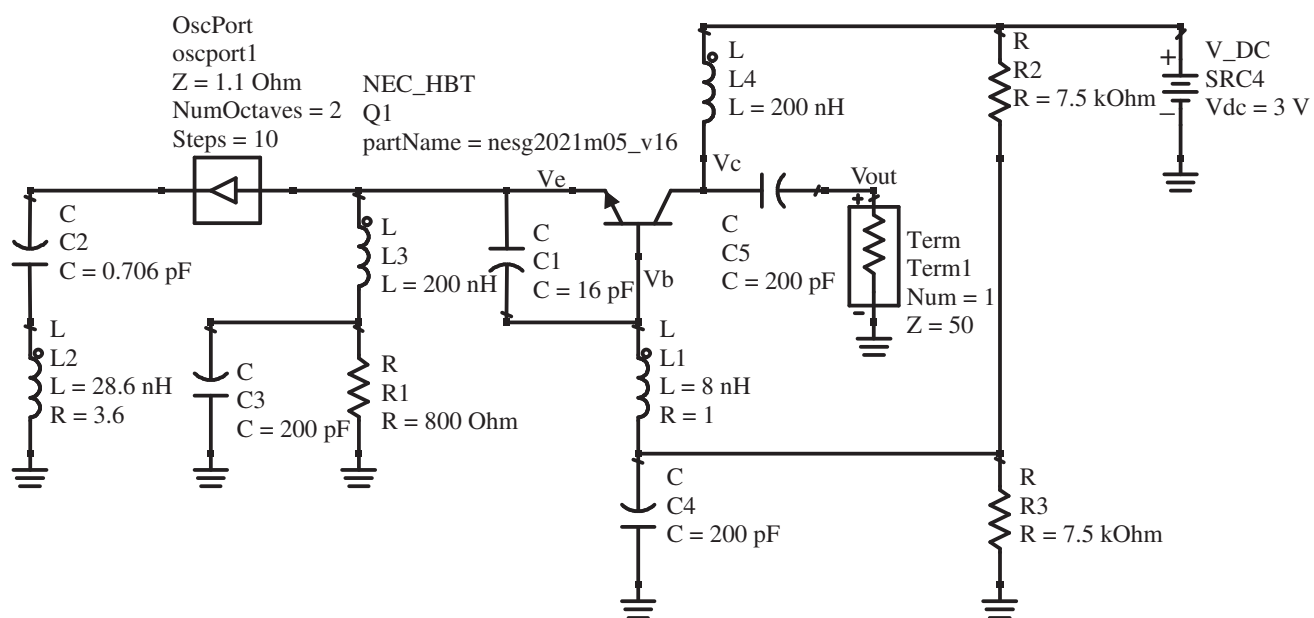 OscPort
oscport1
Z = 1.1 Ohm
NumOctaves = 2
Steps = 10
NEC_HBT
Q1
partName = nesg2021m05_v16
L
L4
L = 200 nH
R
R2
R = 7.5 kOhm
+
–
V_DC
SRC4
Vdc = 3 V
Vc
Ve
Vout
+
C
C2
C = 0.706 pF
L
L3
L = 200 nH
C
C1
C = 16 pF
Vb
C
C5
C = 200 pF
Term
Term1
Num = 1
Z = 50
-
L
L2
L = 28.6 nH
R = 3.6
C
C3
C = 200 pF
R
R1
R = 800 Ohm
L
L1
L = 8 nH
R = 1
C
C4
C = 200 pF
R
R3
R = 7.5 kOhm